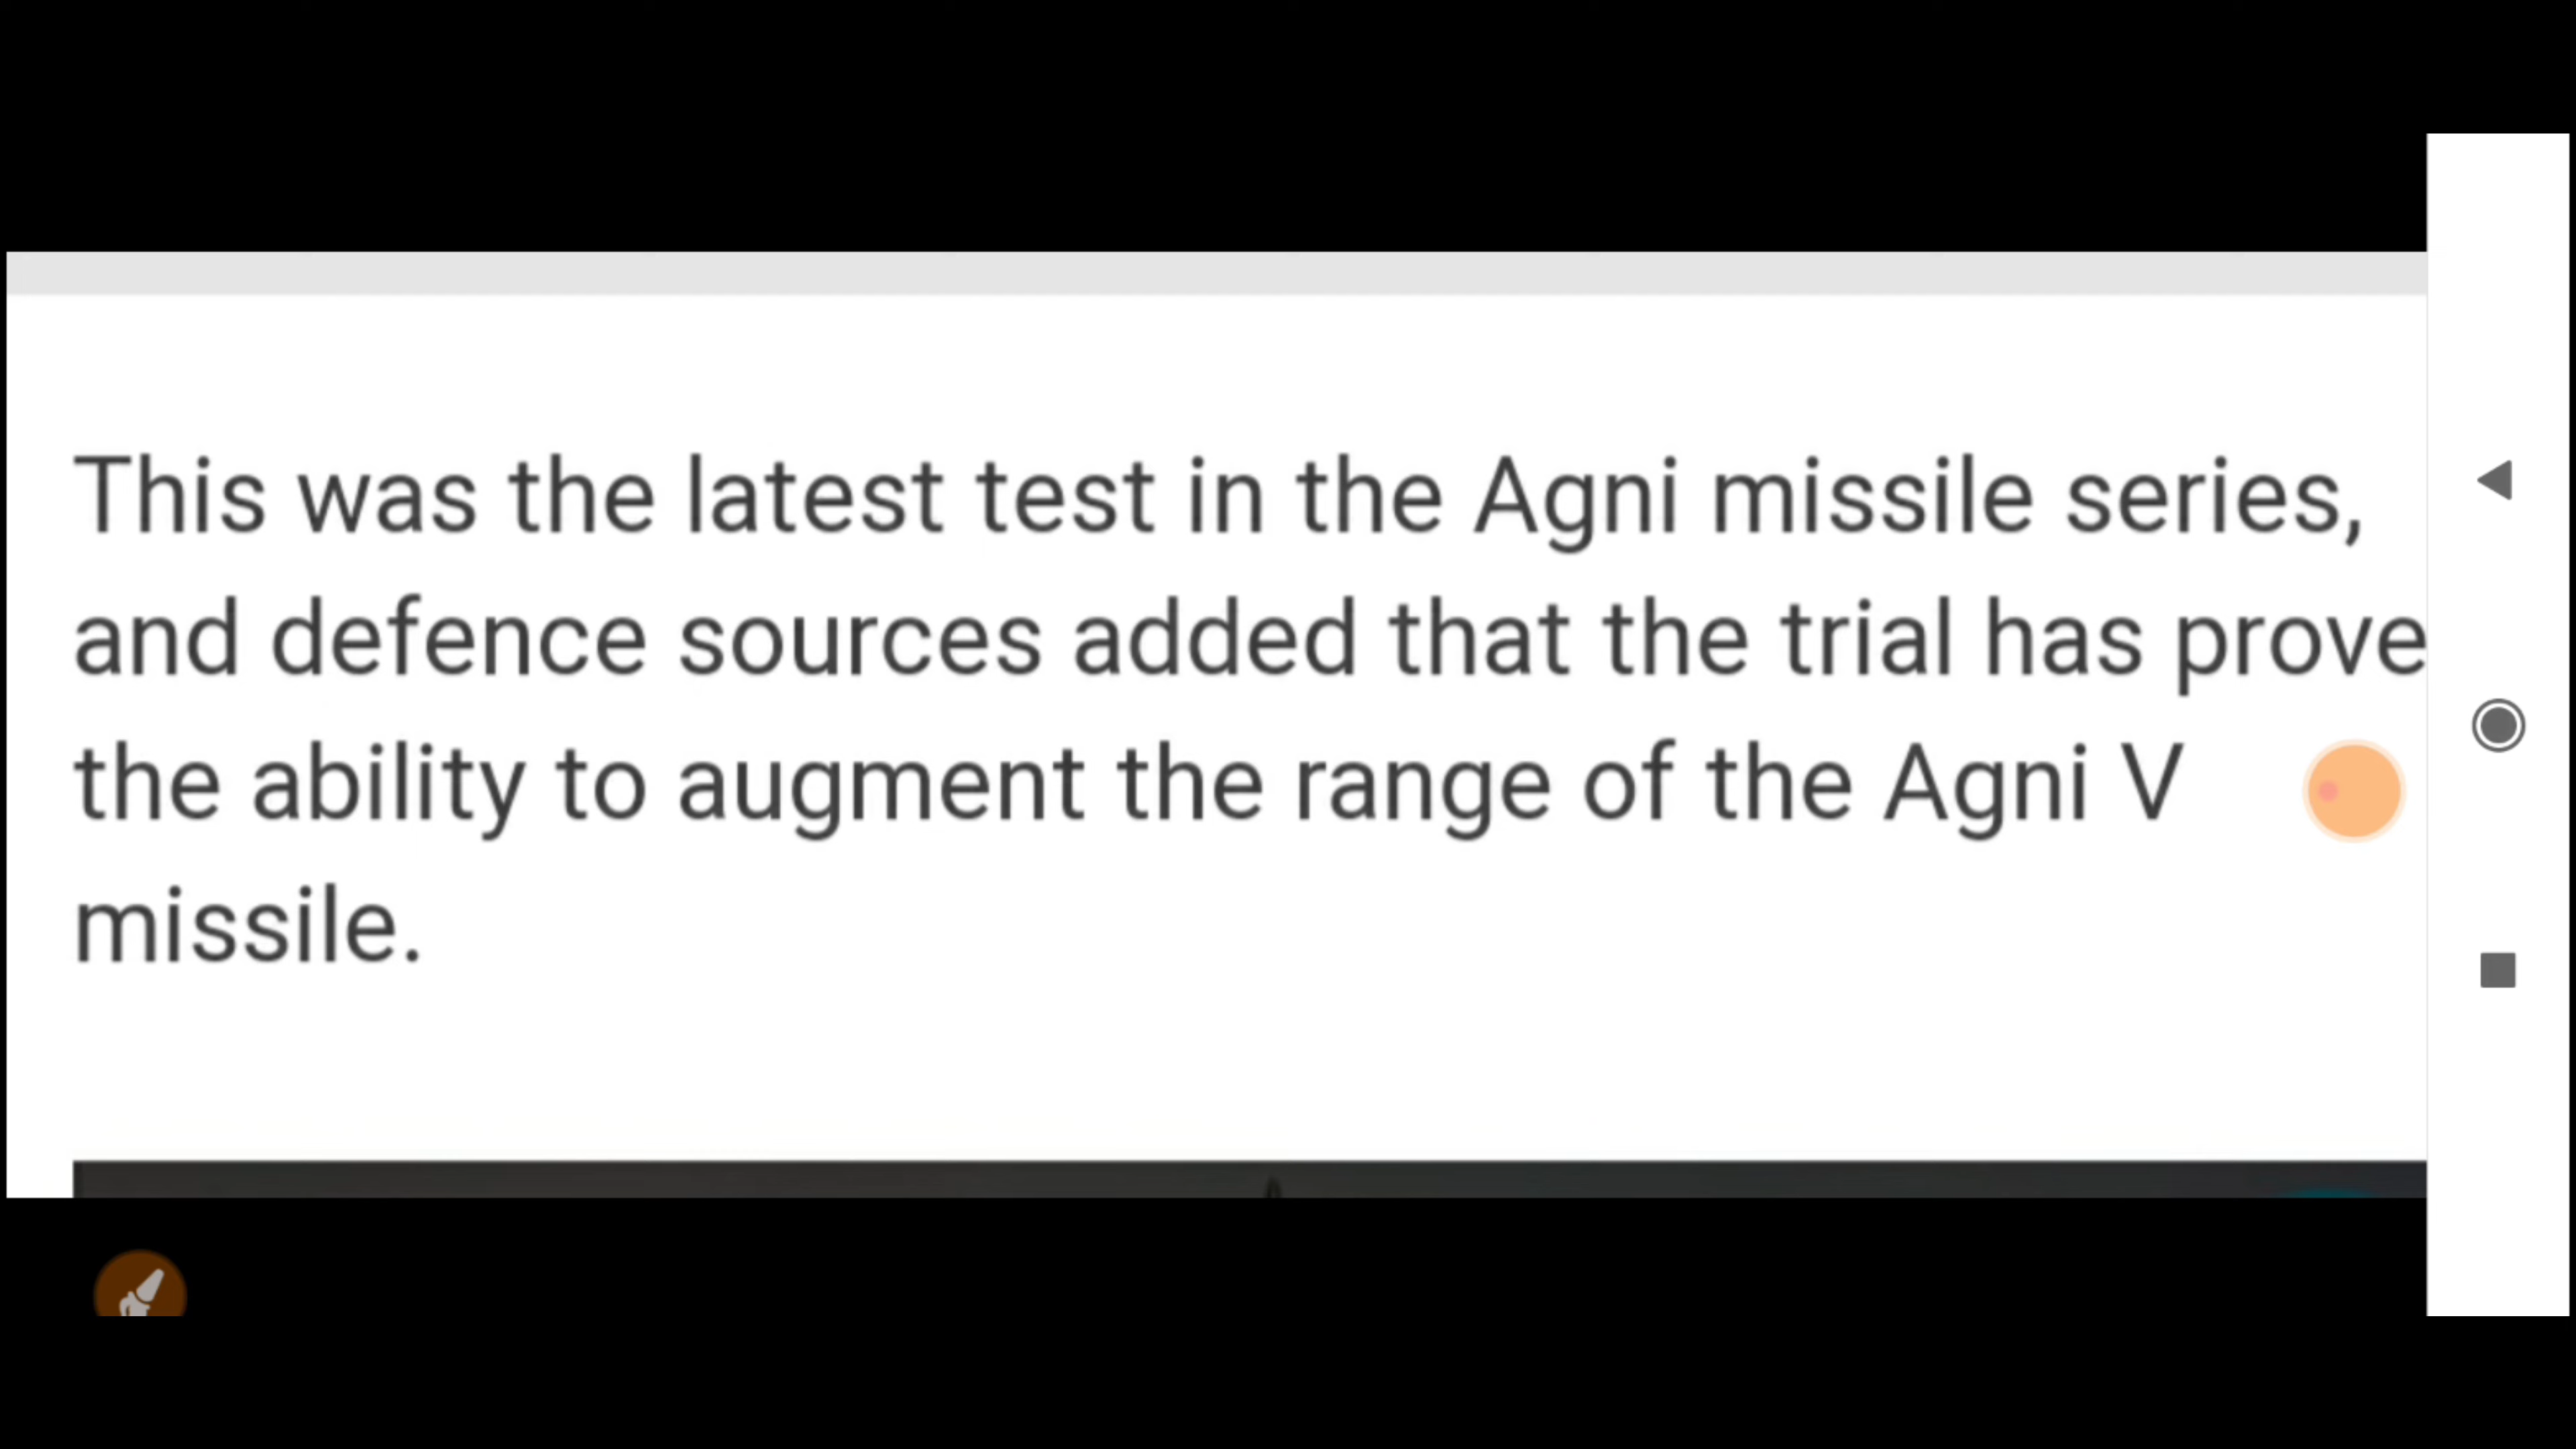 This was the latest test in the Agni missile series,
and defence sources added that the trial has prove
the ability to augment the range of the Agni V
missile.